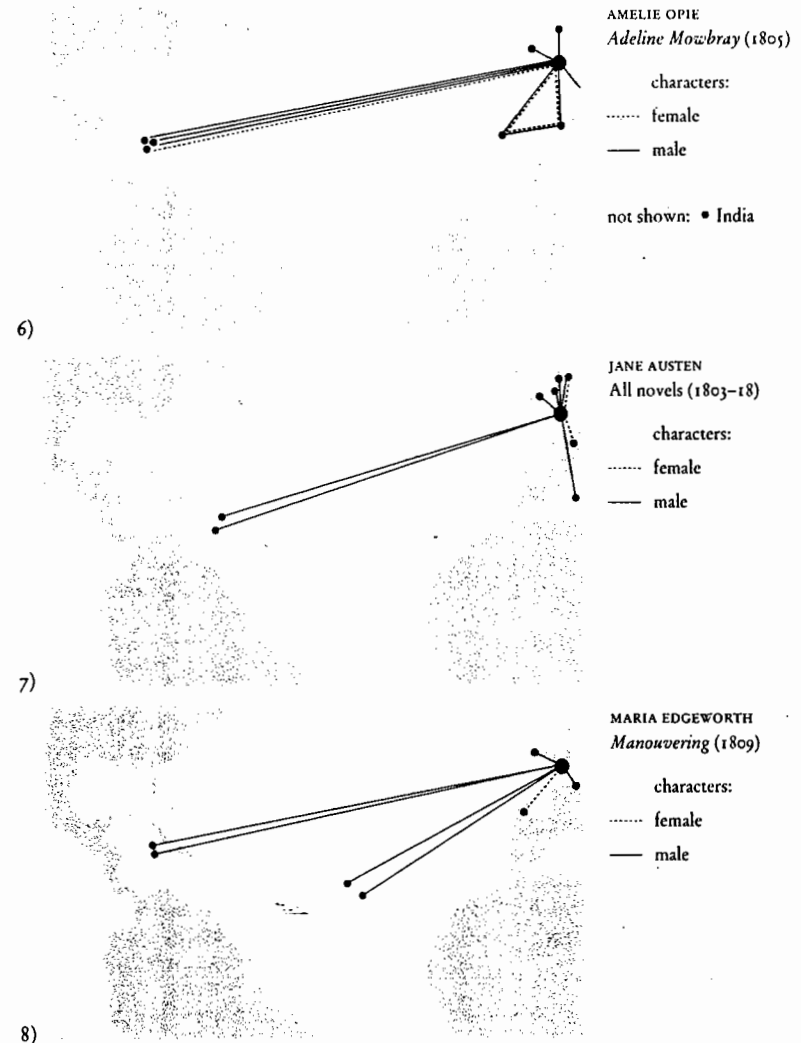 AMELIE OPIE
Adeline Mowbray (1805)
characters:
female
male
not shown: • India
6)
JANE AUSTEN
All novels (1803–18)
characters:
female
male
7)
MARIA EDGEWORTH
Manouvering (1809)
characters:
female
male
8)